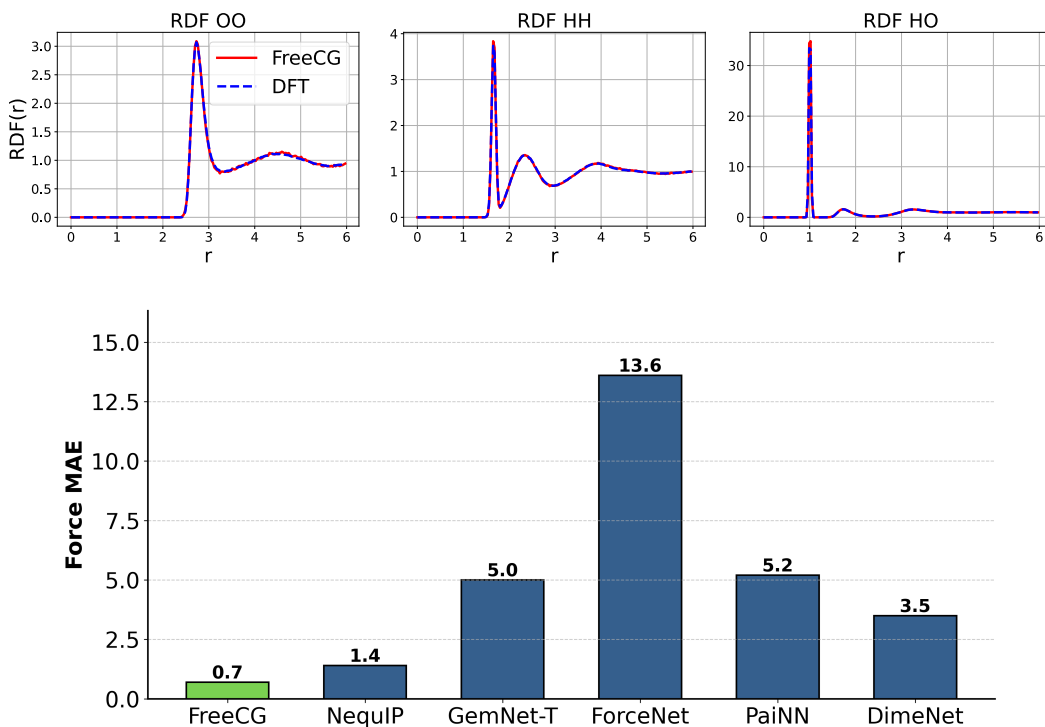 RDF OO
RDF HH
RDF HO
RDF(r)
3.0
2.5
2.0
1.5
1.0
0.5
0.0
FreeCG
DFT
0 1 2 3 4 5 6
r
4
3
2
1
0
0 1 2 3 4 5 6
r
30
20
10
0
0 1 2 3 4 5 6
r
Force MAE
15.0
12.5
10.0
7.5
5.0
2.5
0.0
0.7
1.4
5.0
13.6
5.2
3.5
FreeCG NequIP GemNet-T ForceNet PaiNN DimeNet